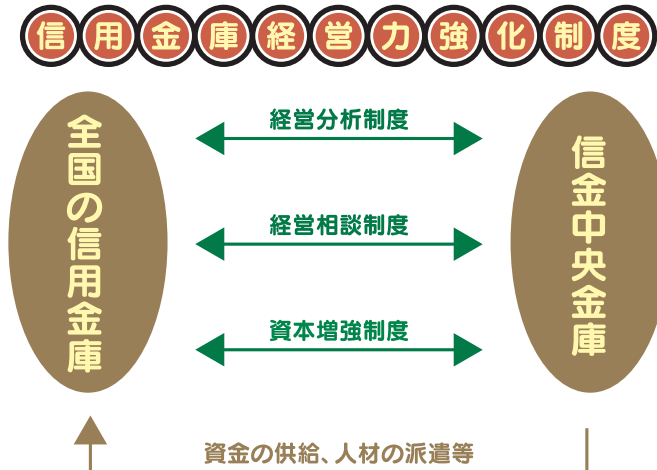 信用金庫経営力強化制度
全国の信用金庫
経営分析制度
経営相談制度
資本増強制度
信金中央金庫
資金の供給、人材の派遣等